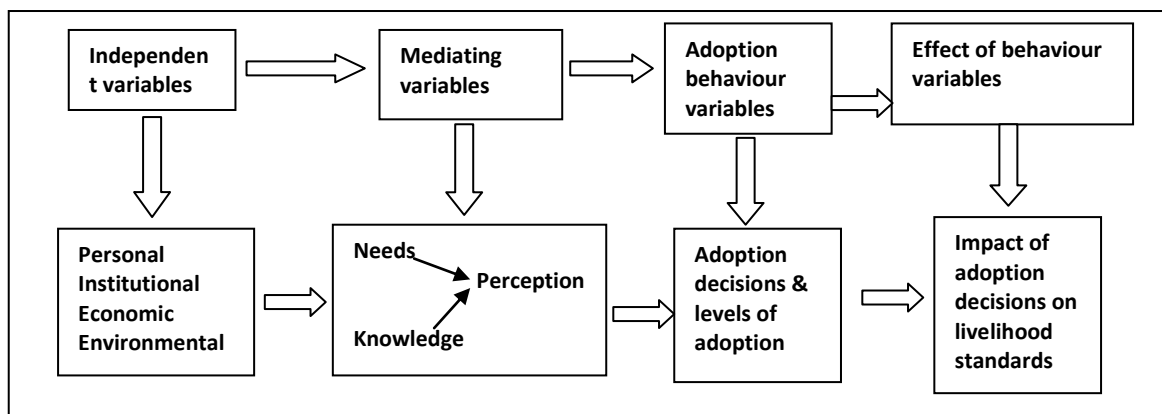 Independen
t variables
Mediating
variables
Adoption
behaviour
variables
Effect of behaviour
variables
Personal
Institutional
Economic
Environmental
Needs
Perception
Knowledge
Adoption
decisions &
levels of
adoption
Impact of
adoption
decisions on
livelihood
standards